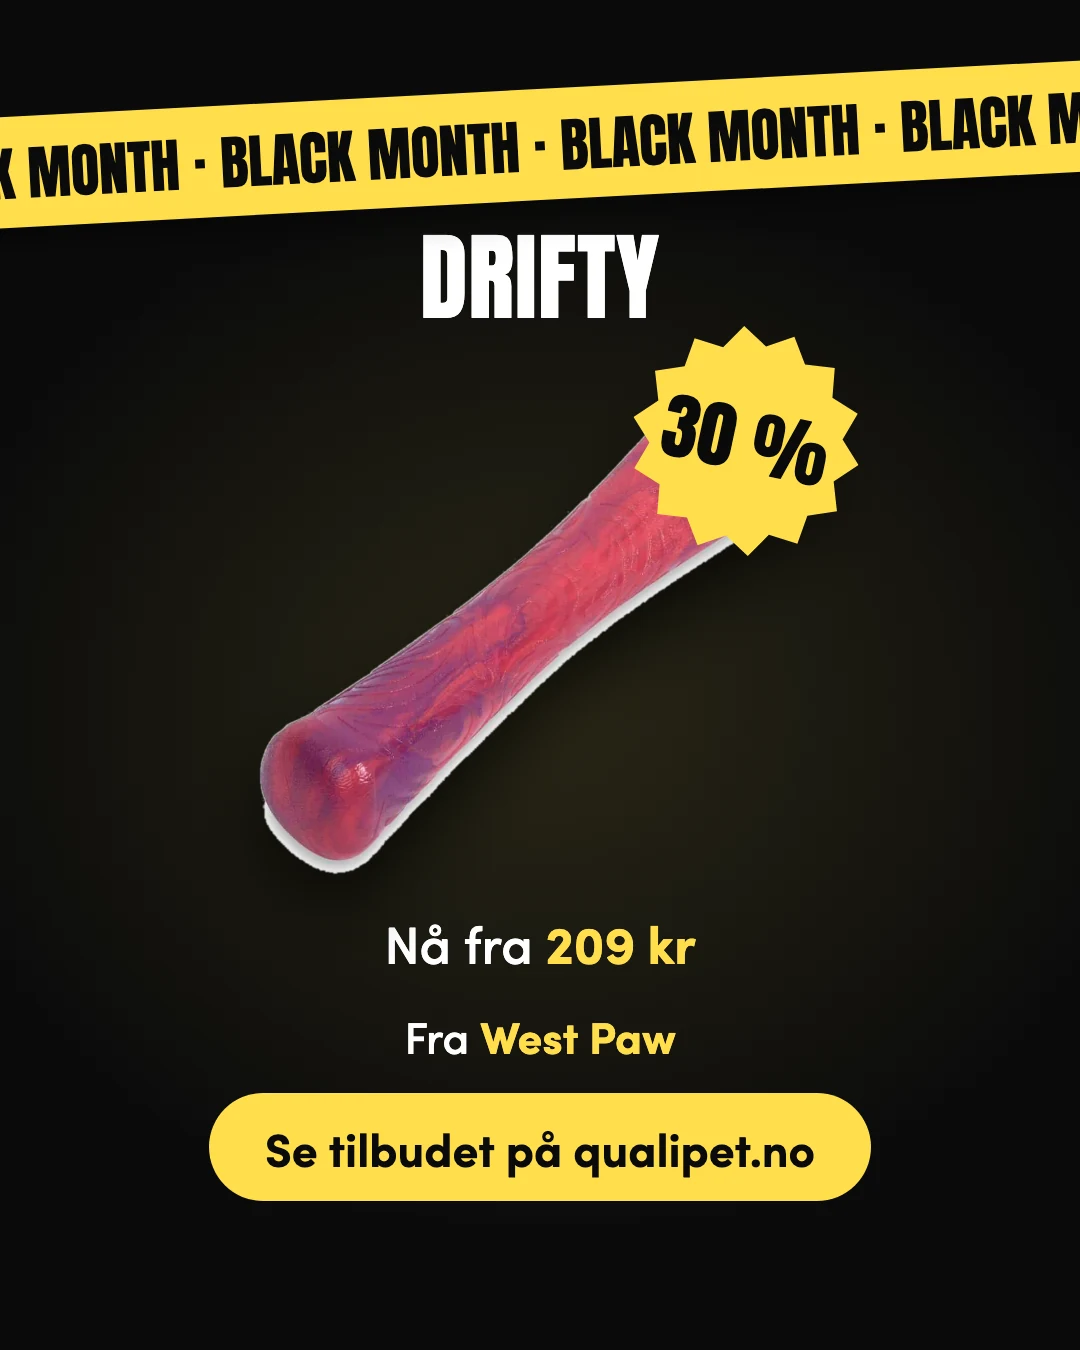 K MONTH · BLACK MONTH · BLACK MONTH · BLACK M
DRIFTY
30 %
Nå fra 209 kr
Fra West Paw
Se tilbudet på qualipet.no